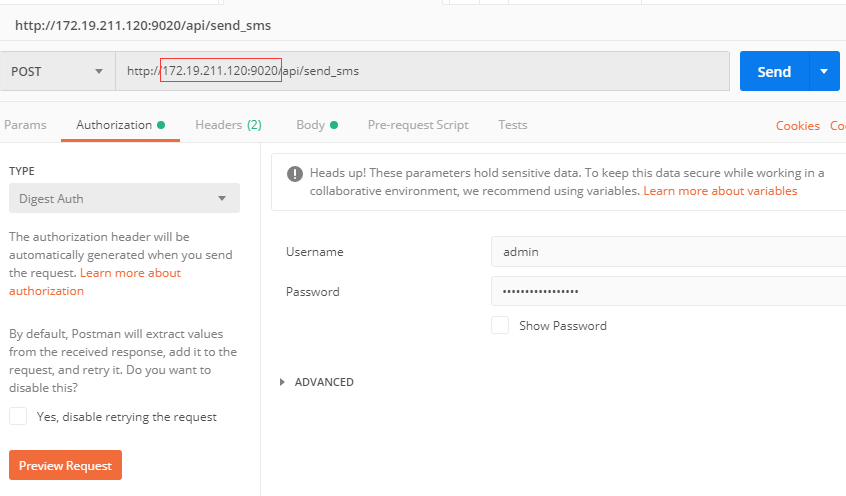 http://172.19.211.120:9020/api/send_sms
POST http://172.19.211.120:9020/api/send_sms Send
Params Authorization Headers (2) Body Pre-request Script Tests Cookies Co
TYPE
Digest Auth
The authorization header will be
automatically generated when you send
the request. Learn more about
authorization
By default, Postman will extract values
from the received response, add it to the
request, and retry it. Do you want to
disable this?
Yes, disable retrying the request
Preview Request
Heads up! These parameters hold sensitive data. To keep this data secure while working in a
collaborative environment, we recommend using variables. Learn more about variables
Username admin
Password •••••••••••••••••
Show Password
ADVANCED